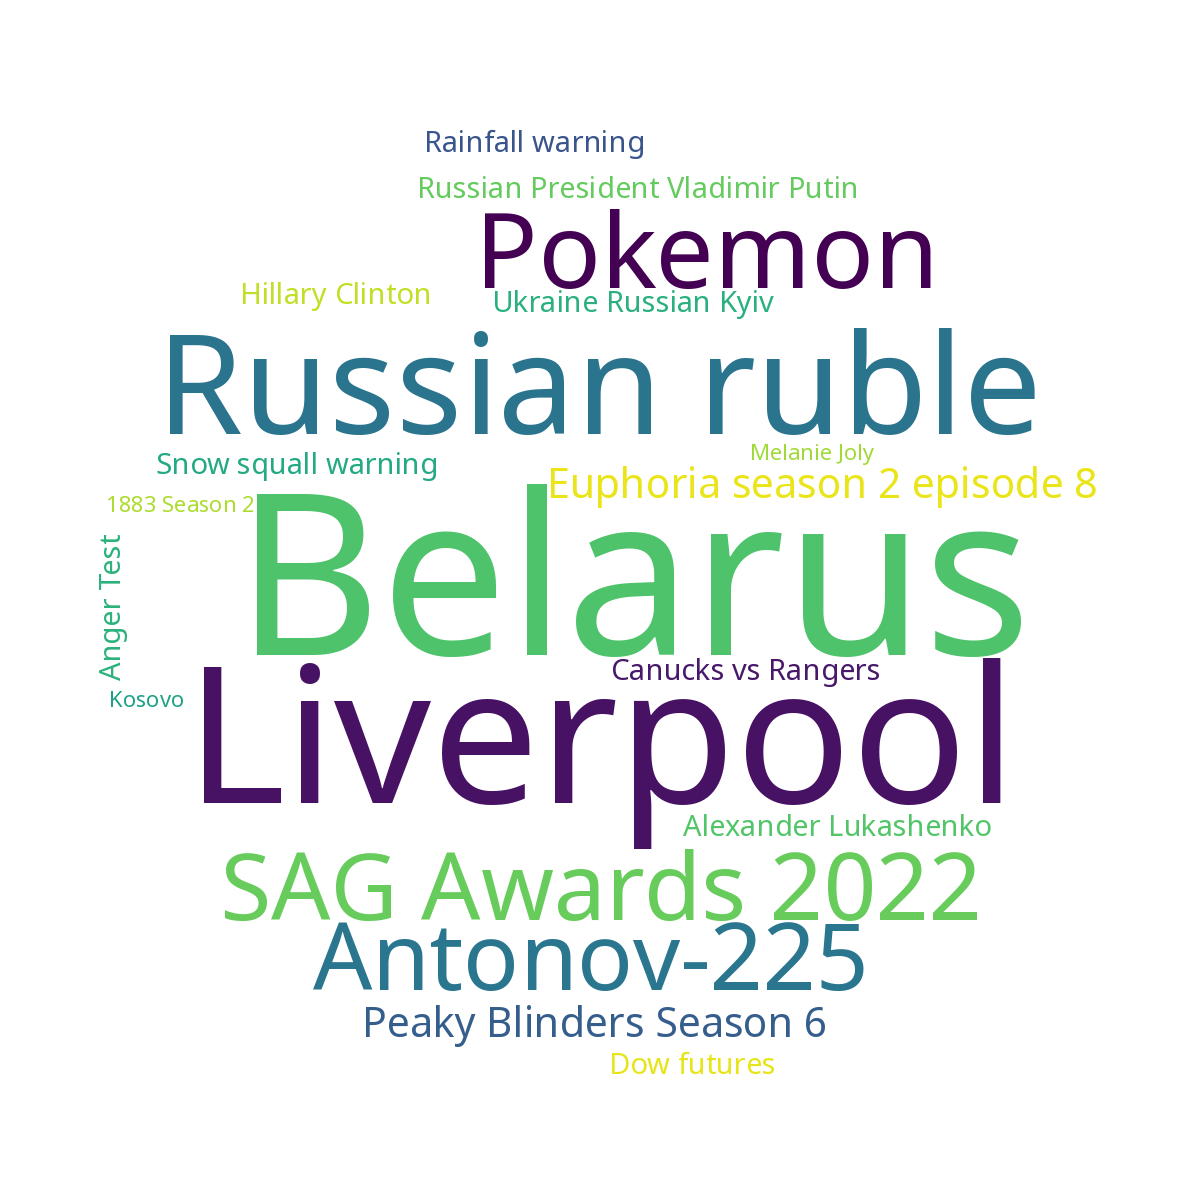 Rainfall warning
Russian President Vladimir Putin
Pokemon
Hillary Clinton
Ukraine Russian Kyiv
Russian ruble
Melanie Joly
Snow squall warning
Euphoria season 2 episode 8
1883 Season 2
Belarus
Anger Test
Canucks vs Rangers
Kosovo
Liverpool
Alexander Lukashenko
SAG Awards 2022
Antonov-225
Peaky Blinders Season 6
Dow futures